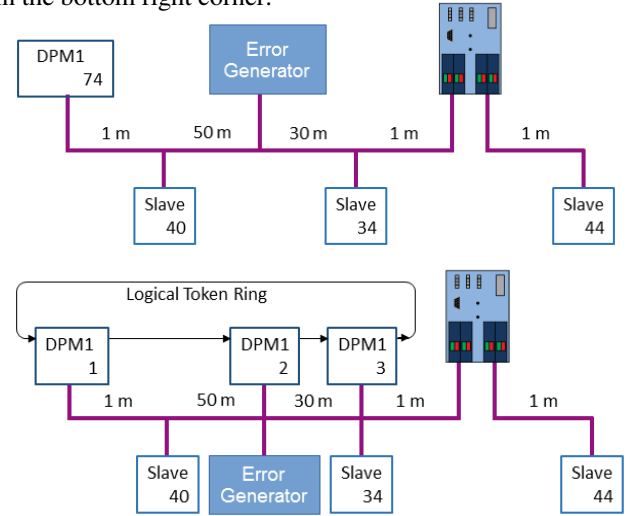 in the bottom right corner.
DPM1
74
Error
Generator
1 m
50 m
30 m
1 m
1 m
Slave
40
Slave
34
Slave
44
Logical Token Ring
DPM1
1
DPM1
2
DPM1
3
1 m
50 m
30 m
1 m
1 m
Slave
40
Error
Generator
Slave
34
Slave
44